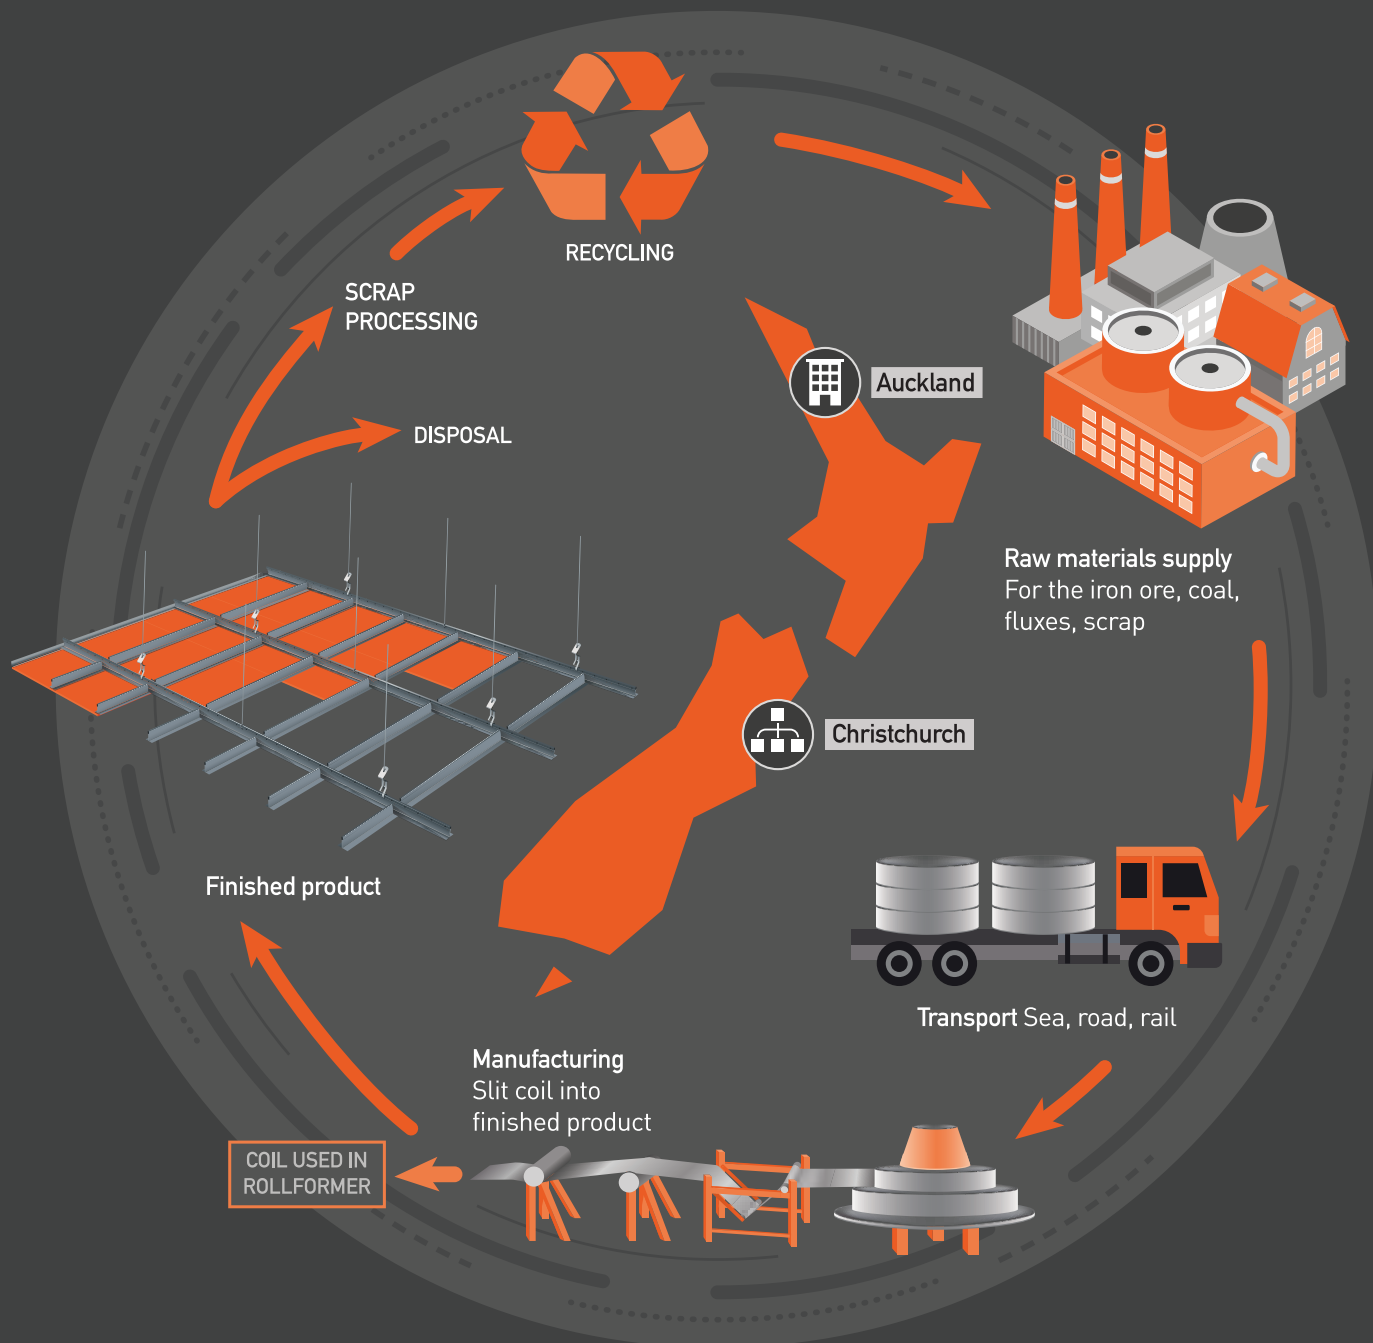 RECYCLING
SCRAP
PROCESSING
DISPOSAL
Auckland
Raw materials supply
For the iron ore, coal,
fluxes, scrap
Christchurch
Finished product
Transport Sea, road, rail
Manufacturing
Slit coil into
finished product
COIL USED IN
ROLLFORMER